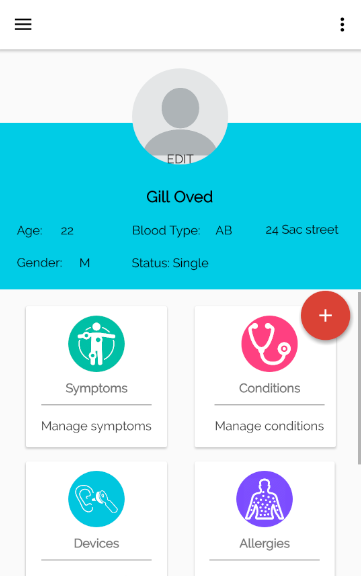 EDIT
Gill Oved
Age: 22 Blood Type: AB 24 Sac street
Gender: M Status: Single
Symptoms Conditions
Manage symptoms Manage conditions
Devices Allergies